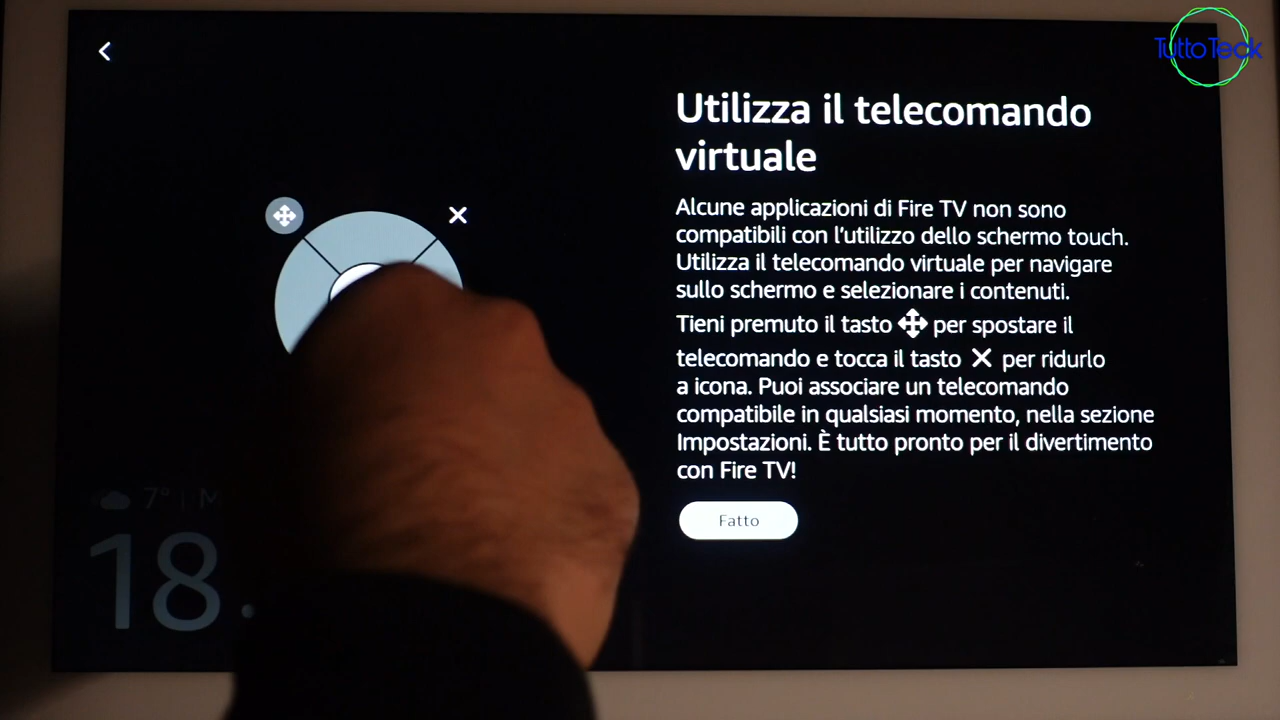 TuttoTeck
Utilizza il telecomando
virtuale
Alcune applicazioni di Fire TV non sono
compatibili con l'utilizzo dello schermo touch.
Utilizza il telecomando virtuale per navigare
sullo schermo e selezionare i contenuti.
Tieni premuto il tasto per spostare il
telecomando e tocca il tasto per ridurlo
a icona. Puoi associare un telecomando
compatibile in qualsiasi momento, nella sezione
Impostazioni. È tutto pronto per il divertimento
con Fire TV!
Fatto
7° | M
18.